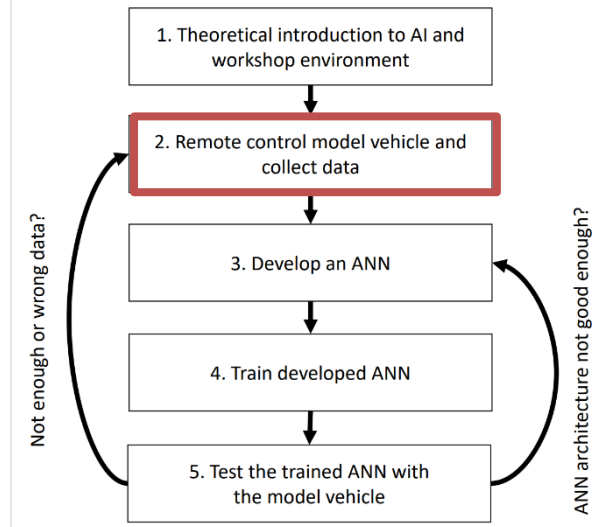 1. Theoretical introduction to AI and
workshop environment
2. Remote control model vehicle and
collect data
Not enough or wrong data?
ANN architecture not good enough?
3. Develop an ANN
4. Train developed ANN
5. Test the trained ANN with
the model vehicle